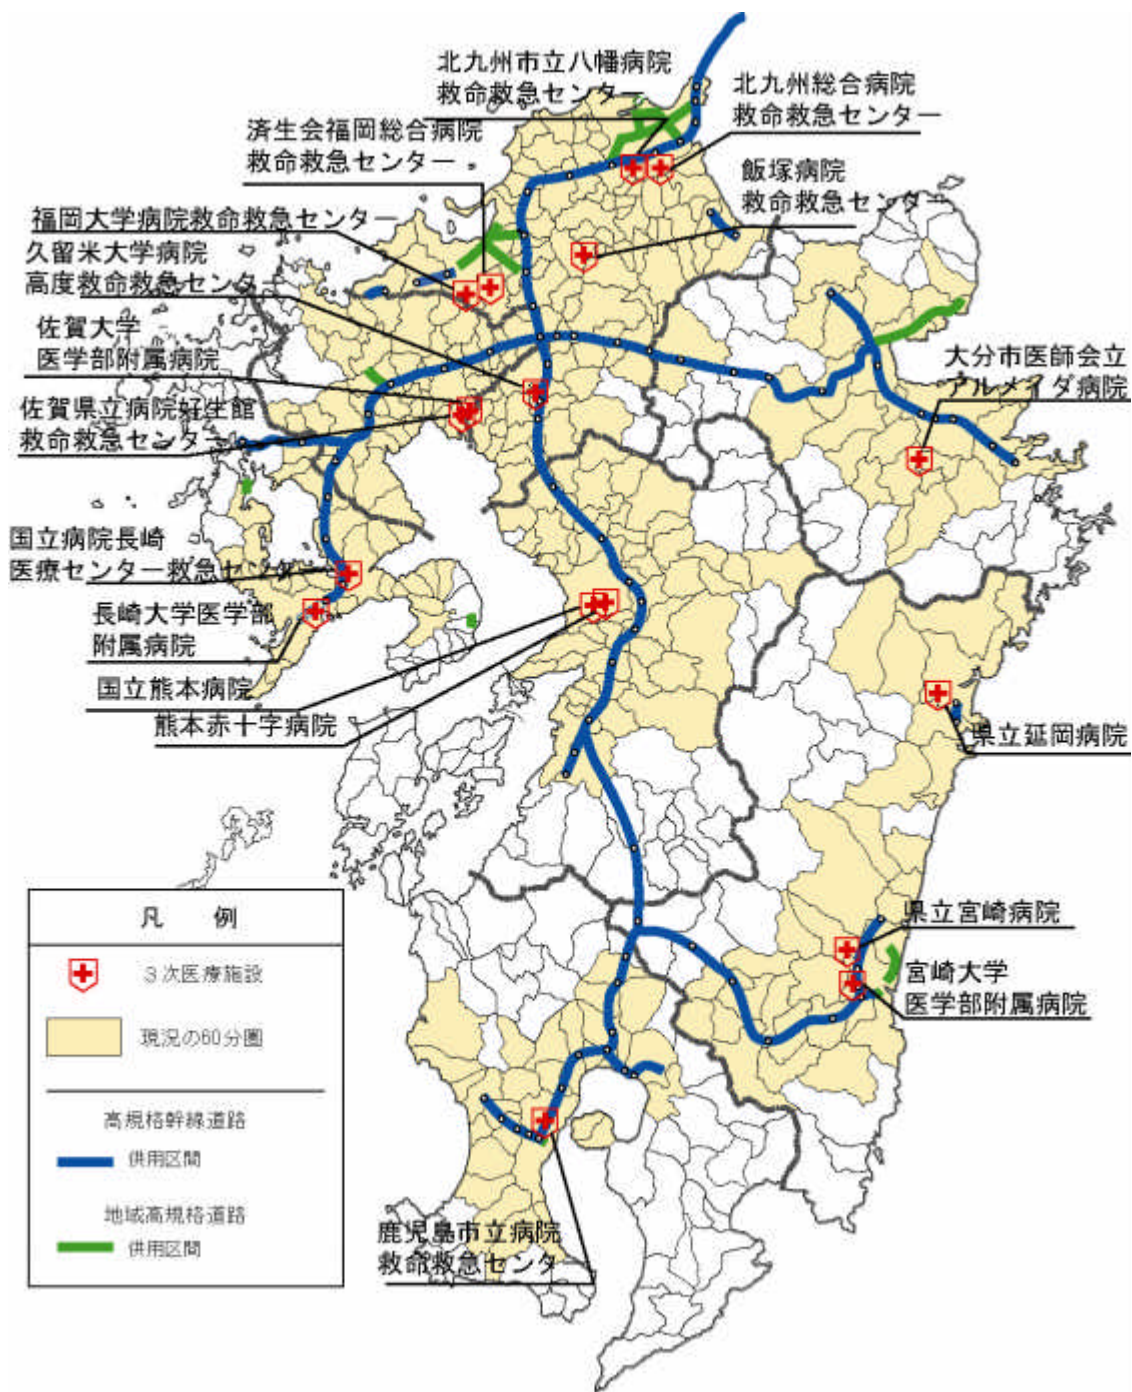 北九州市立八幡病院
救命救急センター
北九州総合病院
救命救急センター
済生会福岡総合病院
救命救急センター
飯塚病院
救命救急センター
福岡大学病院救命救急センター
久留米大学病院
高度救命救急センター
佐賀大学
医学部附属病院
大分市医師会立
アルメイダ病院
佐賀県立病院好生館
救命救急センター
国立病院長崎
医療センター救急センター
長崎大学医学部
附属病院
国立熊本病院
熊本赤十字病院
県立延岡病院
県立宮崎病院
宮崎大学
医学部附属病院
鹿児島市立病院
救命救急センター
凡 例
3次医療施設
現況の60分圏
高規格幹線道路
供用区間
地域高規格道路
供用区間